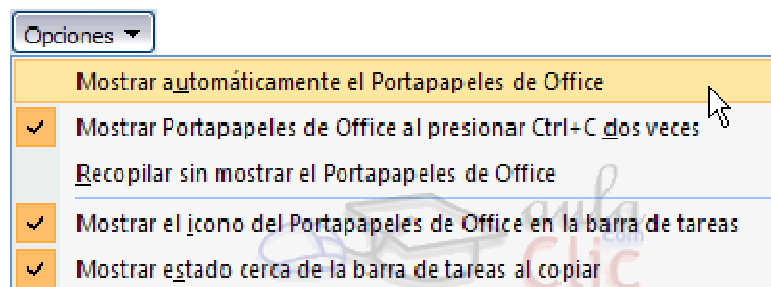 Opciones
Mostrar automáticamente el Portapapeles de Office
Mostrar Portapapeles de Office al presionar Ctrl+C dos veces
Recopilar sin mostrar el Portapapeles de Office
Mostrar el icono del Portapapeles de Office en la barra de tareas
Mostrar estado cerca de la barra de tareas al copiar
aula
Clic
.com